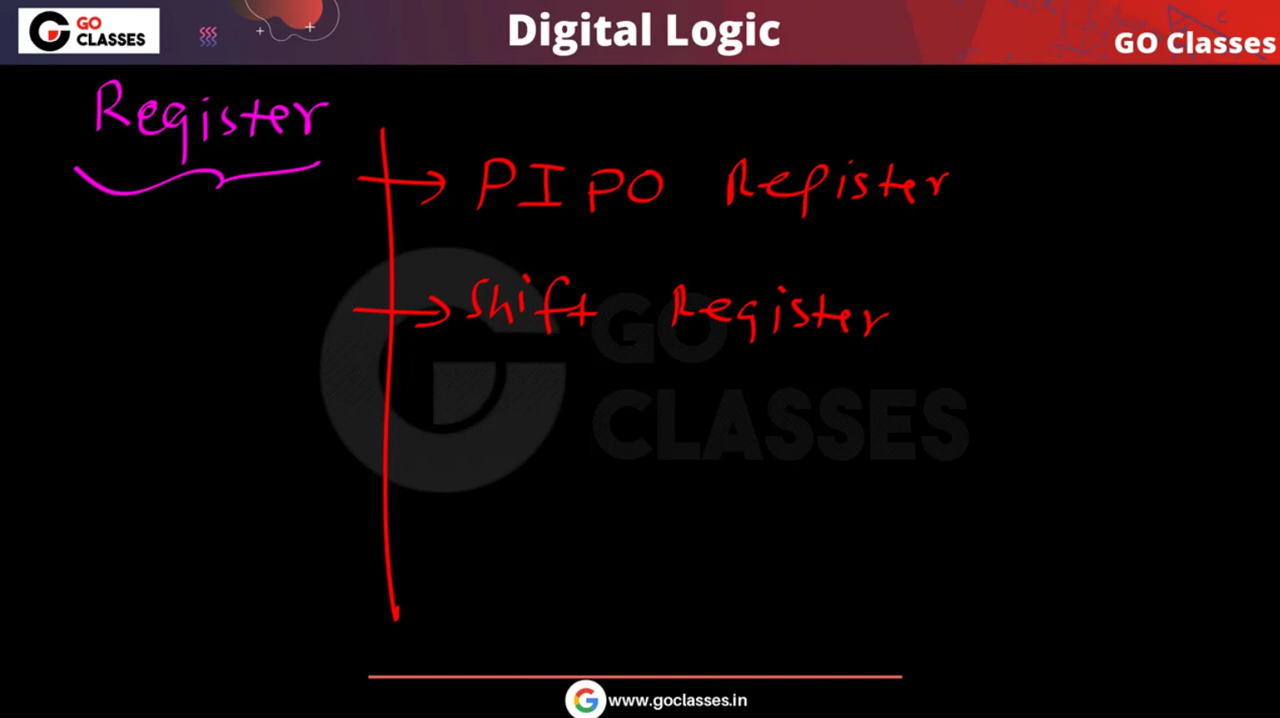 GO
CLASSES
Digital Logic
GO Classes
Register
PIPO Register
Shift Register
GO
CLASSES
www.goclasses.in